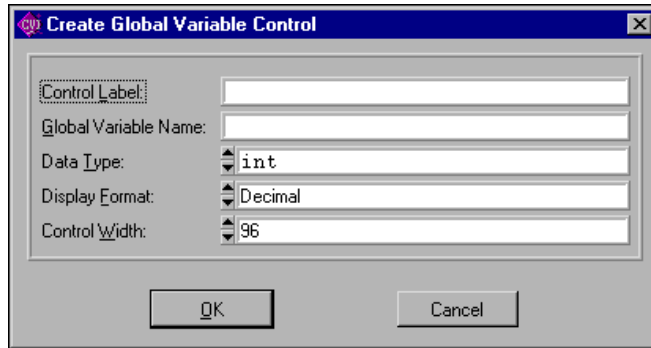 CVI Create Global Variable Control
Control Label:
Global Variable Name:
Data Type: int
Display Format: Decimal
Control Width: 96
OK Cancel